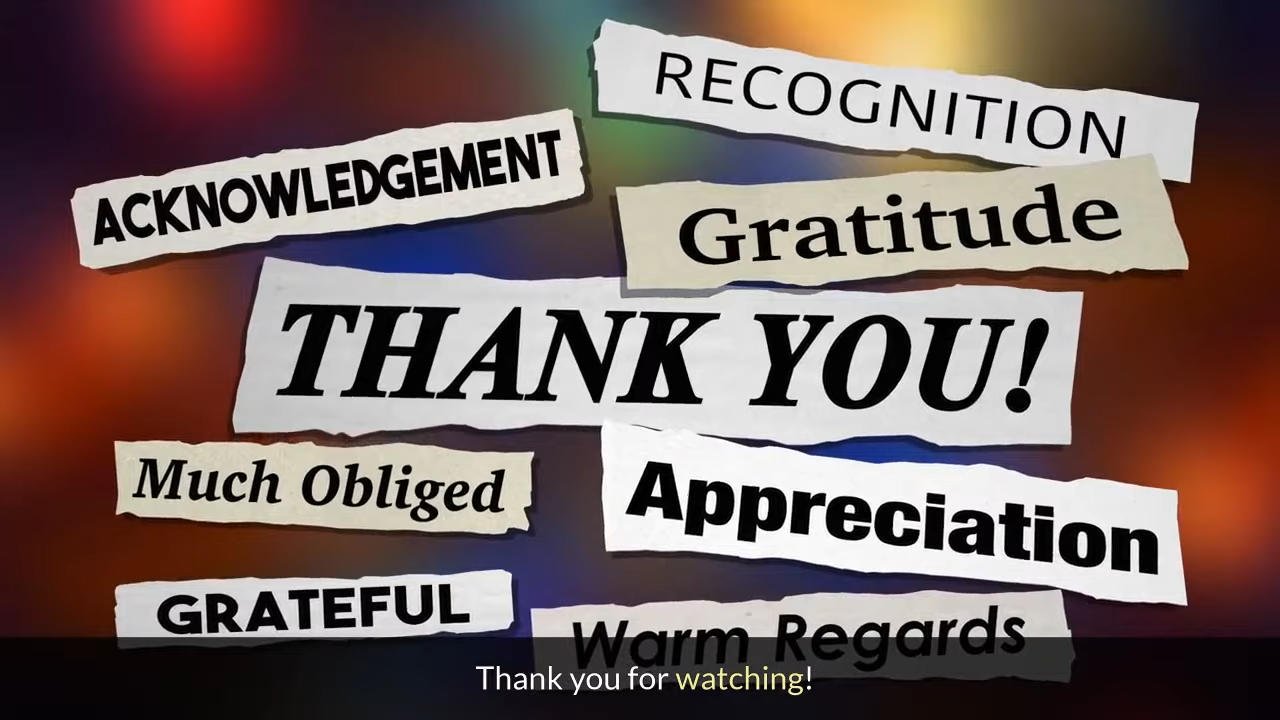 RECOGNITION
ACKNOWLEDGEMENT
Gratitude
THANK YOU!
Much Obliged
Appreciation
GRATEFUL
Warm Regards
Thank you for watching!